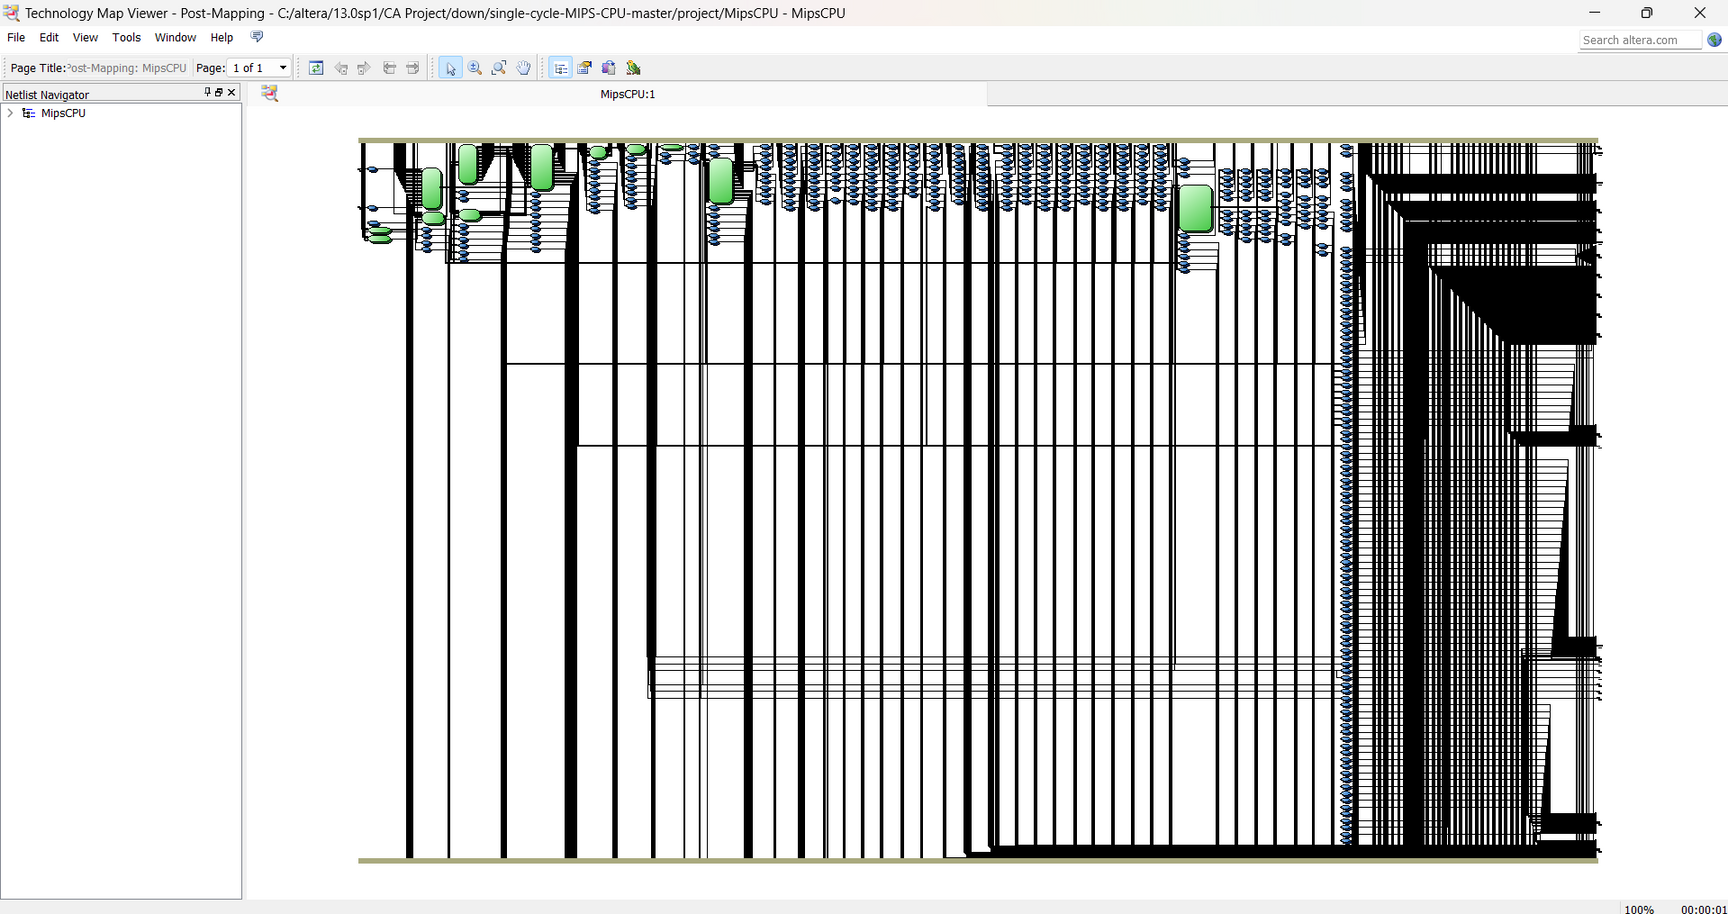 Technology Map Viewer - Post-Mapping - C:/altera/13.0sp1/CA Project/down/single-cycle-MIPS-CPU-master/project/MipsCPU - MipsCPU
File Edit View Tools Window Help
Search altera.com
Page Title: Post-Mapping: MipsCPU Page: 1 of 1
Netlist Navigator
MipsCPU:1
MipsCPU
100% 00:00:01